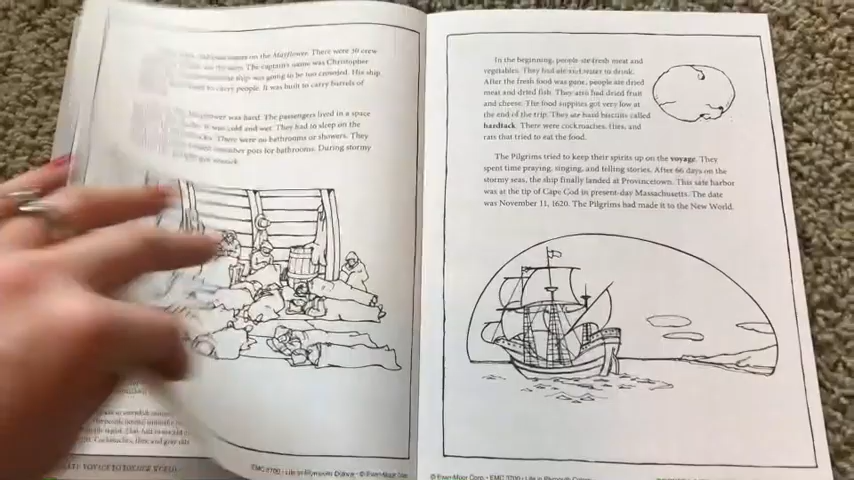 on the Mayflower. There were 30 crew
The captain's name was Christopher
ship was going to be too crowded. His ship
to carry people. It was built to carry barrels of
was hard. The passengers lived in a space
It was cold and wet. They had to sleep on the
There were no bathrooms or showers. They
pots for bathrooms. During stormy
In the beginning, people ate fresh meat and
vegetables. They had ale and water to drink.
After the fresh food was gone, people ate dried
meat and dried fish. They also had dried fruit
and cheese. The food supplies got very low at
the end of the trip. They ate hard biscuits called
hardtack. There were cockroaches, flies, and
rats that tried to eat the food.
The Pilgrims tried to keep their spirits up on the voyage. They
spent time praying, singing, and telling stories. After 66 days on the
stormy seas, the ship finally landed at Provincetown. This safe harbor
was at the tip of Cape Cod in present-day Massachusetts. The date
was November 11, 1620. The Pilgrims had made it to the New World.
VOYAGE TO THE NEW WORLD
EMC 3700 • Life in Plymouth Colony • © Evan-Moor
© Evan-Moor Corp. • EMC 3700 • Life in Plymouth Colony